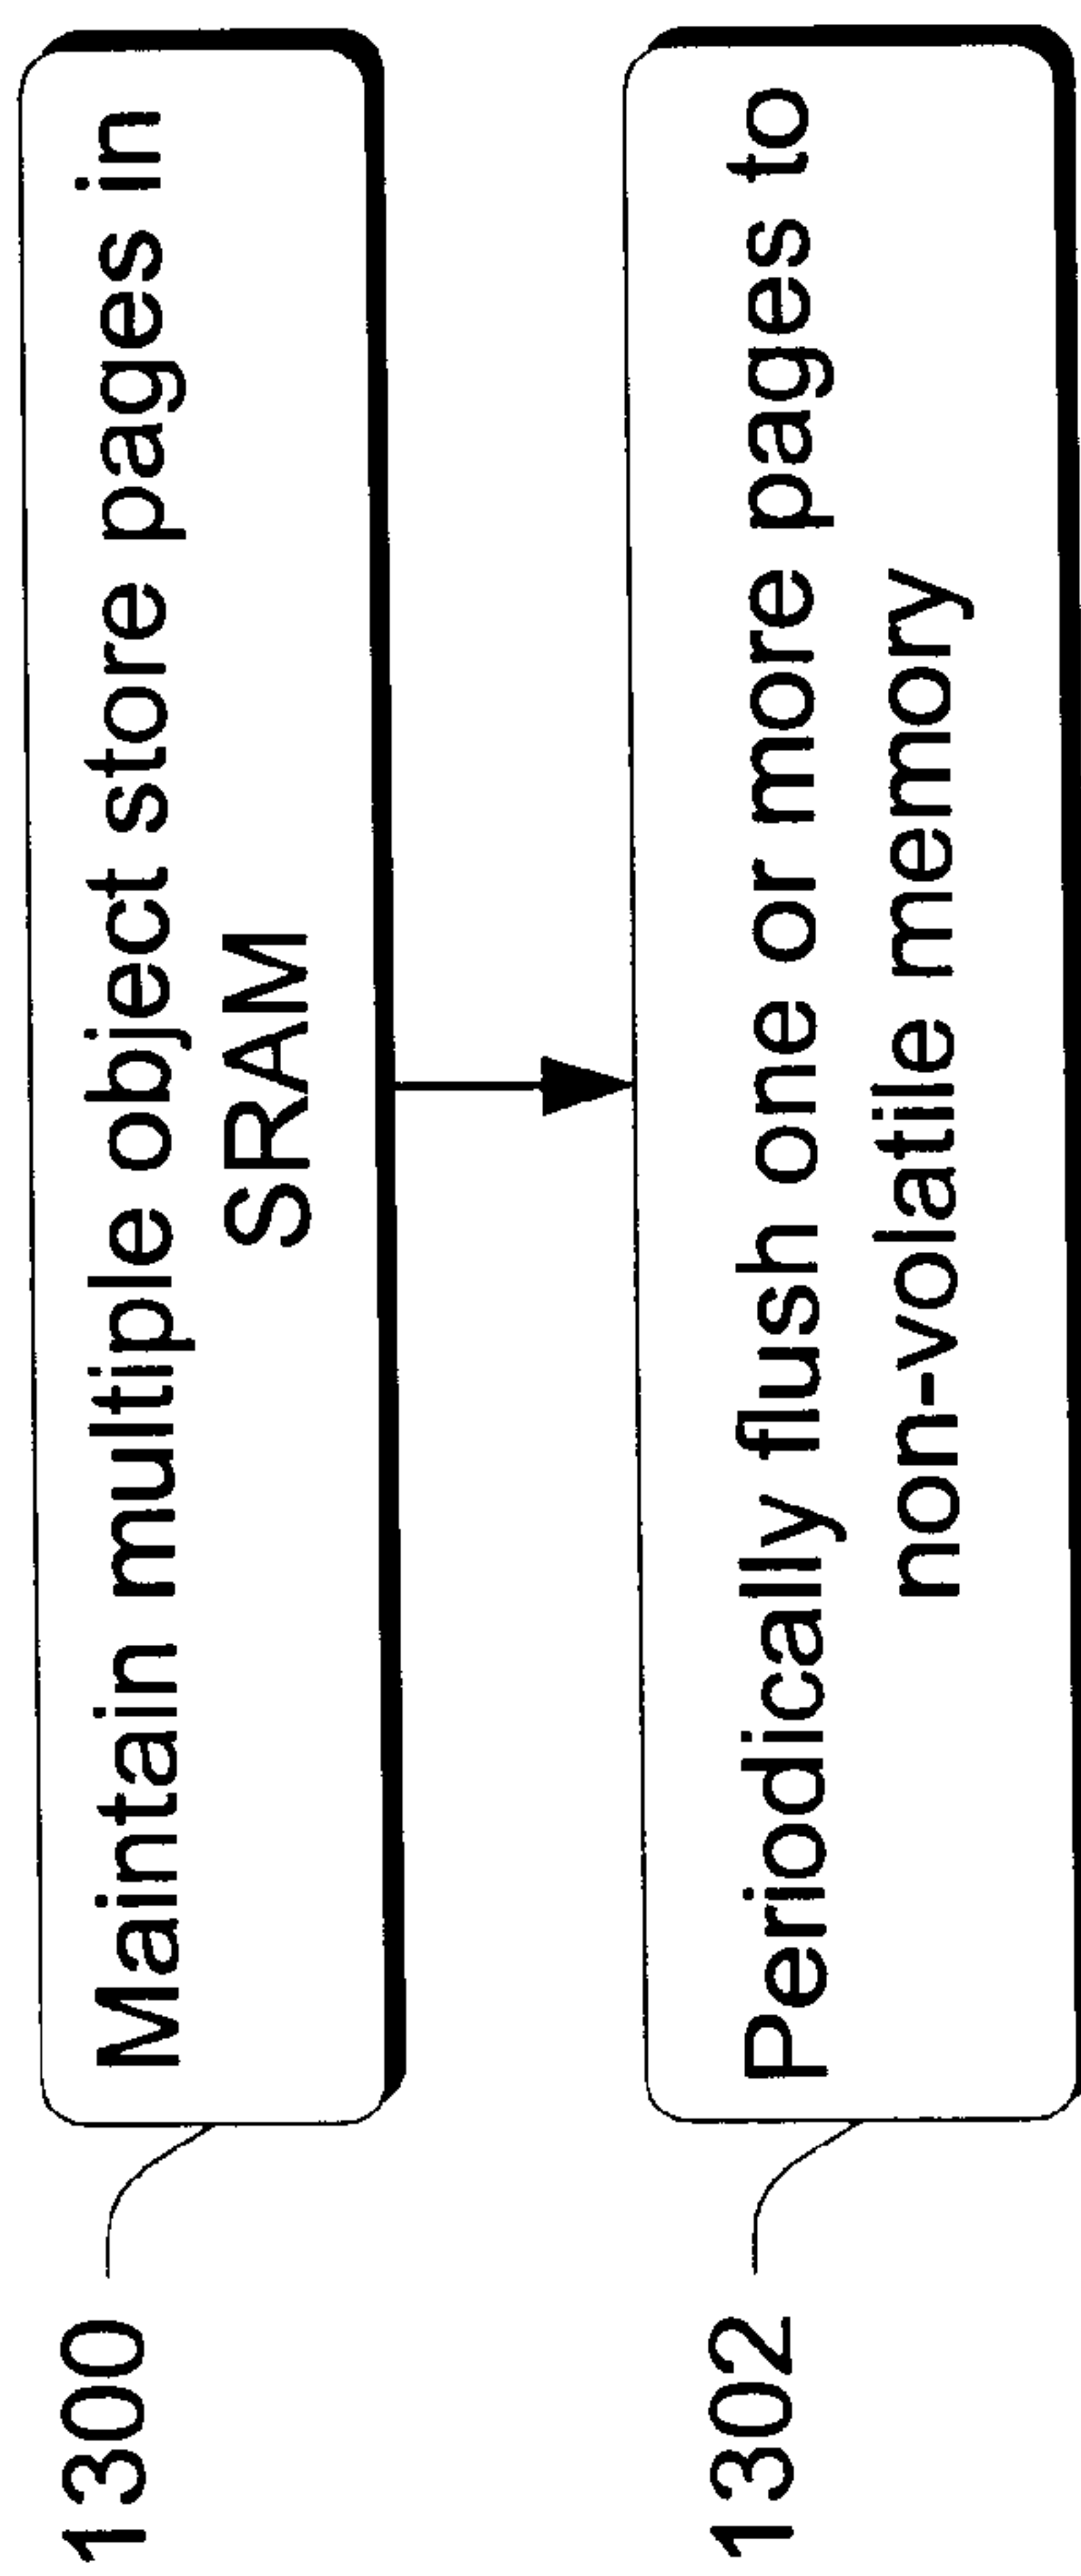 1300
Maintain multiple object store pages in
SRAM
1302
Periodically flush one or more pages to
non-volatile memory